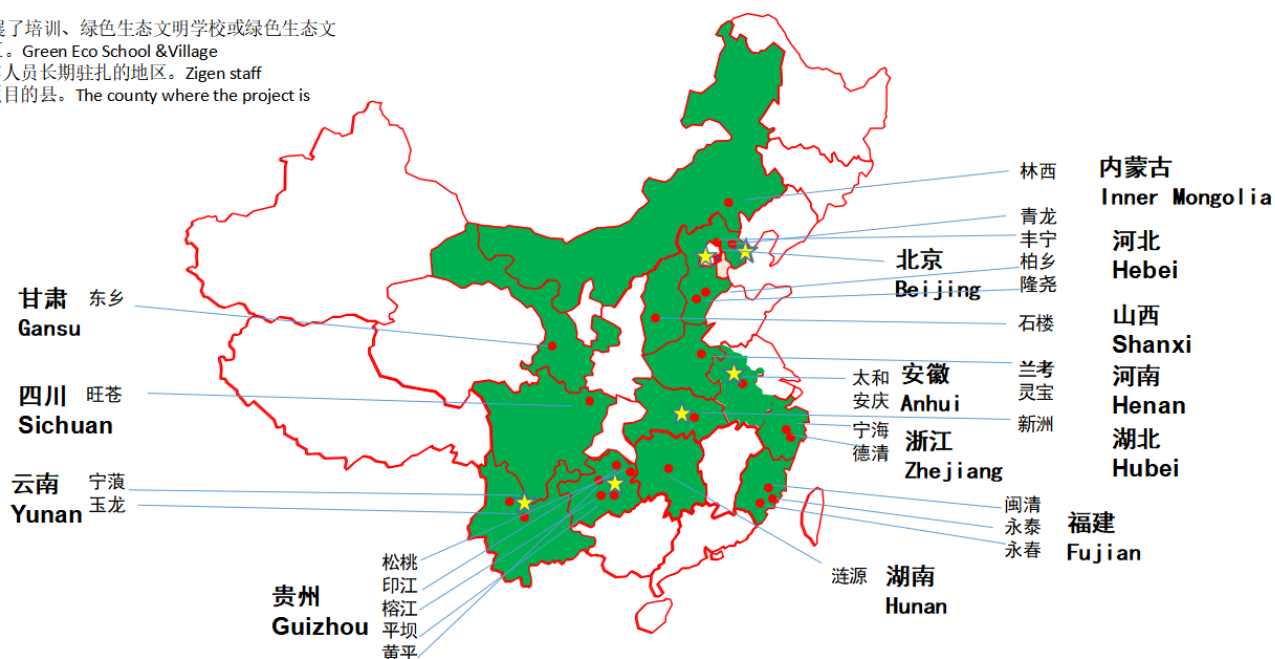 展了培训、绿色生态文明学校或绿色生态文
。Green Eco School &Village
人员长期驻扎的地区。Zigen staff
目的县。The county where the project is
林西
内蒙古
Inner Mongolia
青龙
丰宁
柏乡
隆尧
河北
Hebei
北京
Beijing
甘肃
东乡
Gansu
石楼
山西
Shanxi
兰考
灵宝
河南
Henan
太和
安庆
安徽
Anhui
四川
旺苍
Sichuan
新洲
湖北
Hubei
宁海
德清
浙江
Zhejiang
云南
宁蒗
玉龙
Yunan
闽清
永泰
永春
福建
Fujian
松桃
印江
榕江
平坝
黄平
贵州
Guizhou
涟源
湖南
Hunan